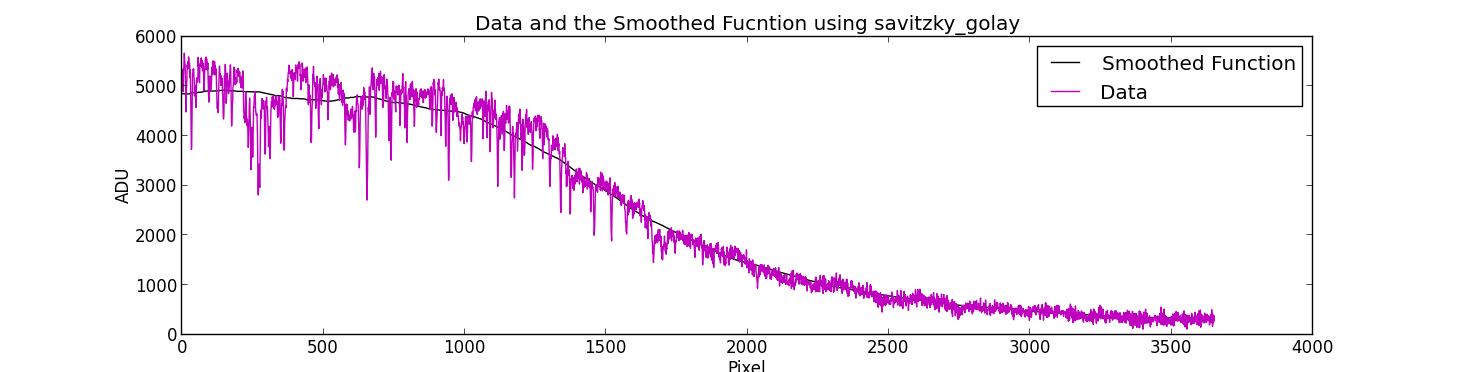 Data and the Smoothed Fucntion using savitzky_golay
6000
5000
4000
3000
2000
1000
0
ADU
Smoothed Function
Data
0 500 1000 1500 2000 2500 3000 3500 4000
Pixel